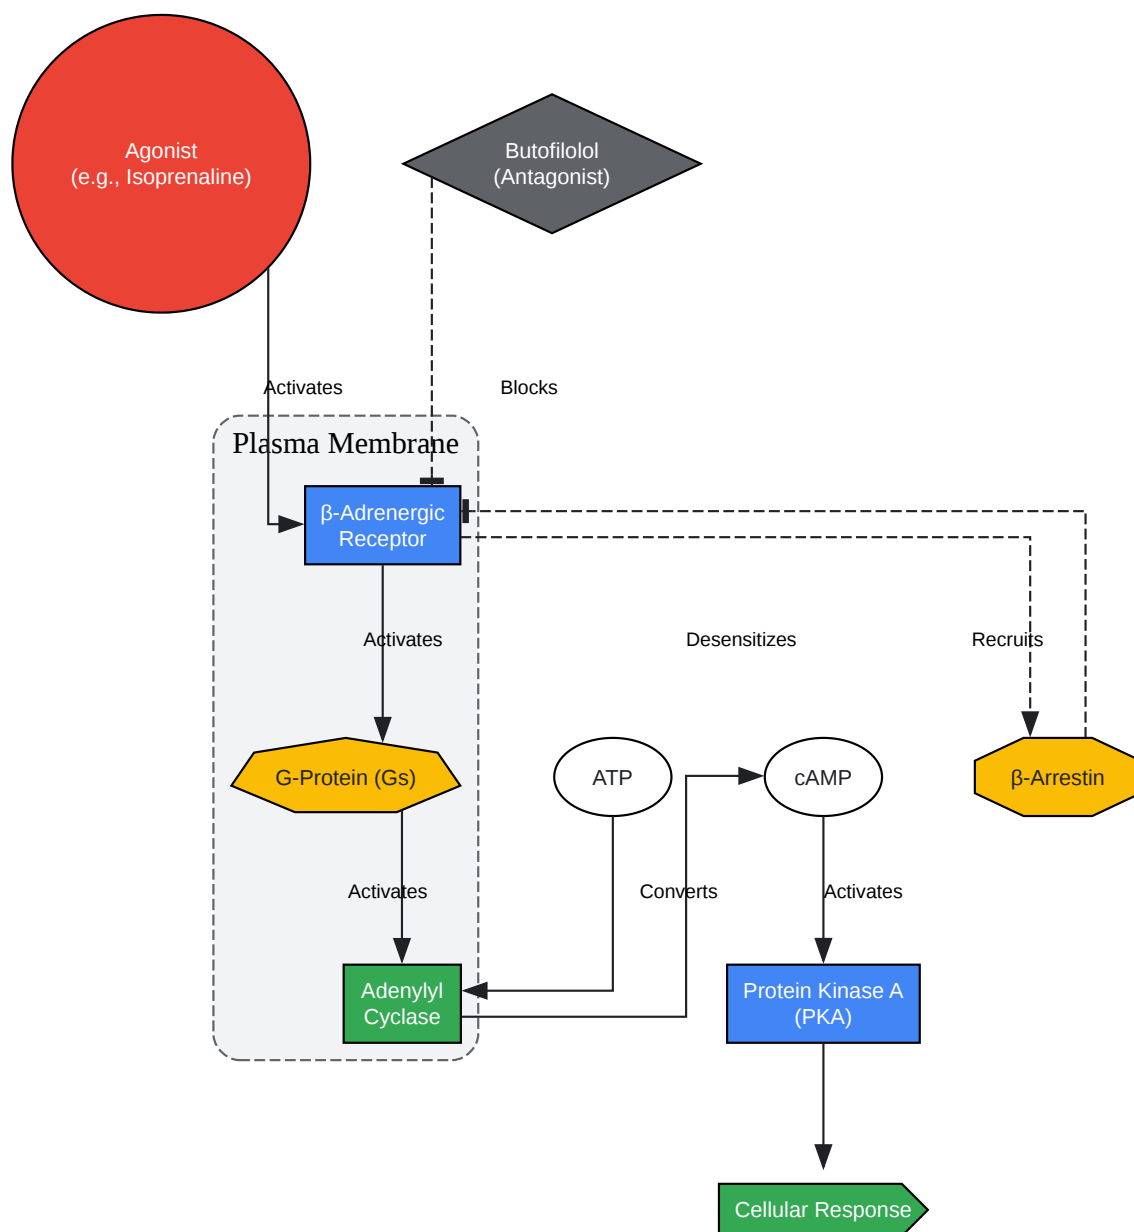 Agonist
(e.g., Isoprenaline)
Butofilolol
(Antagonist)
Activates
Blocks
Plasma Membrane
β-Adrenergic
Receptor
Activates
Desensitizes
Recruits
G-Protein (Gs)
ATP
cAMP
β-Arrestin
Activates
Converts
Activates
Adenylyl
Cyclase
Protein Kinase A
(PKA)
Cellular Response